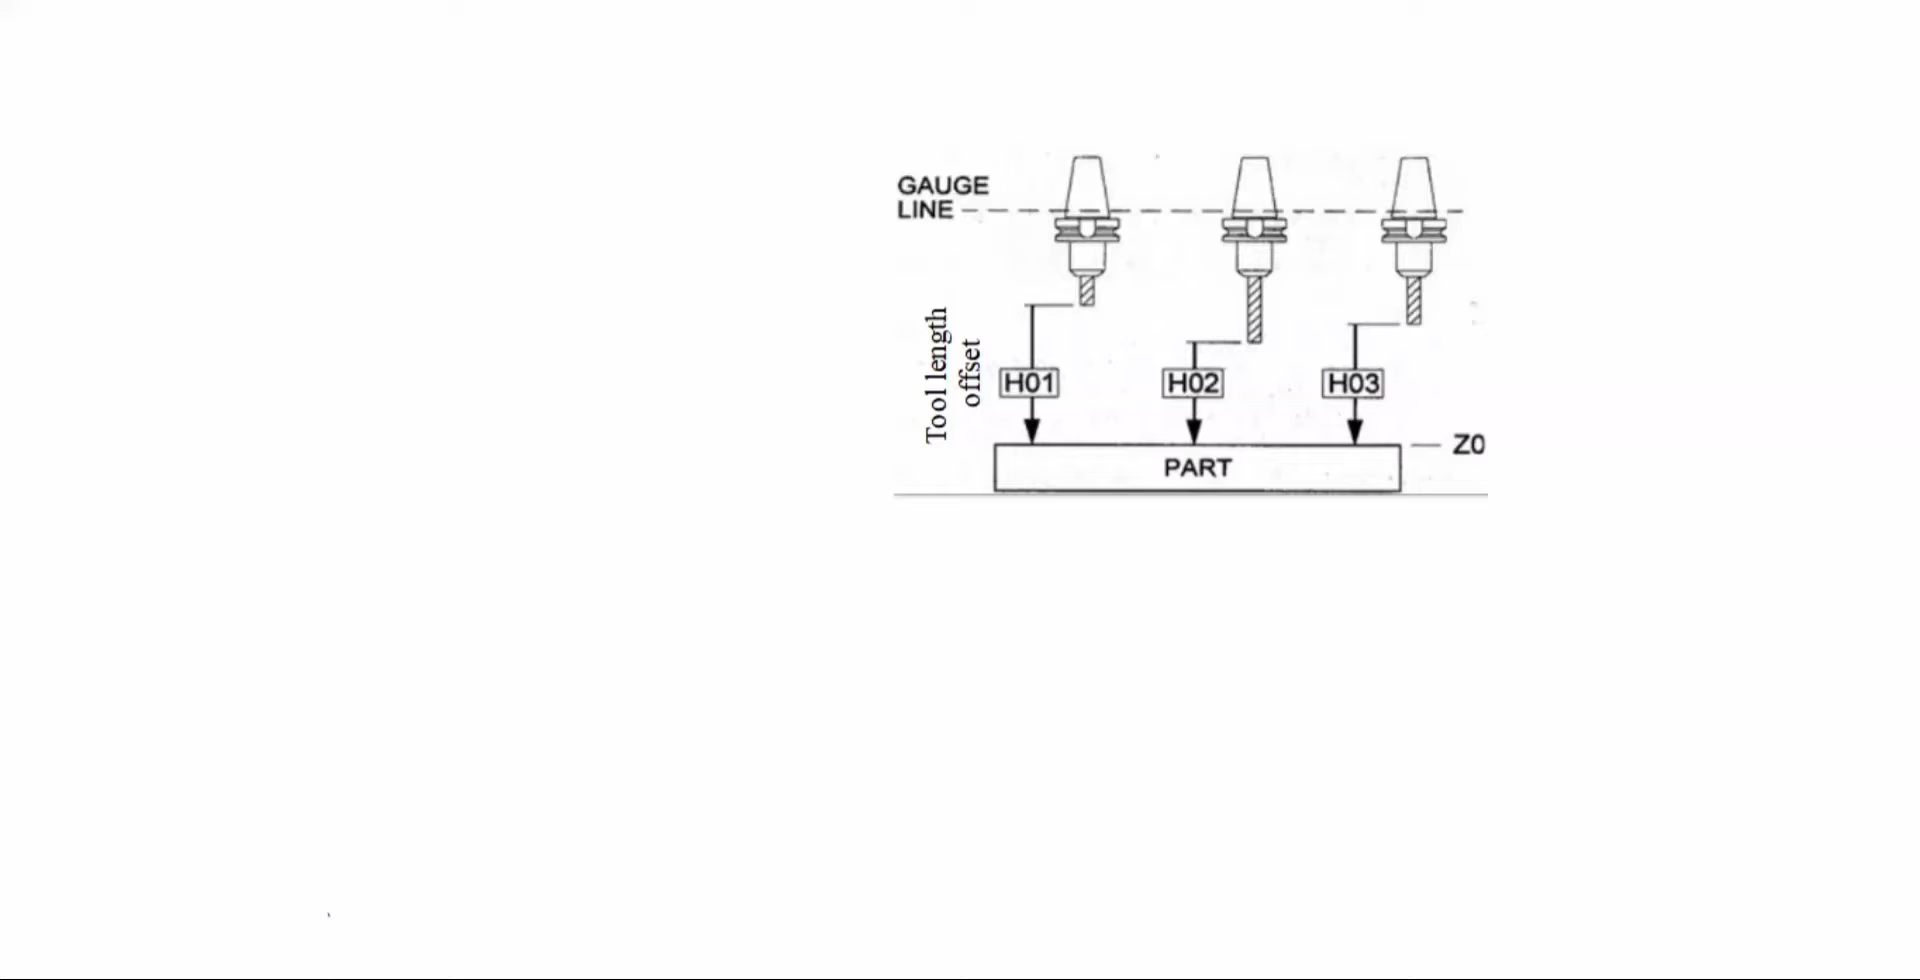 GAUGE
LINE
Tool length
offset
H01
H02
H03
Z0
PART